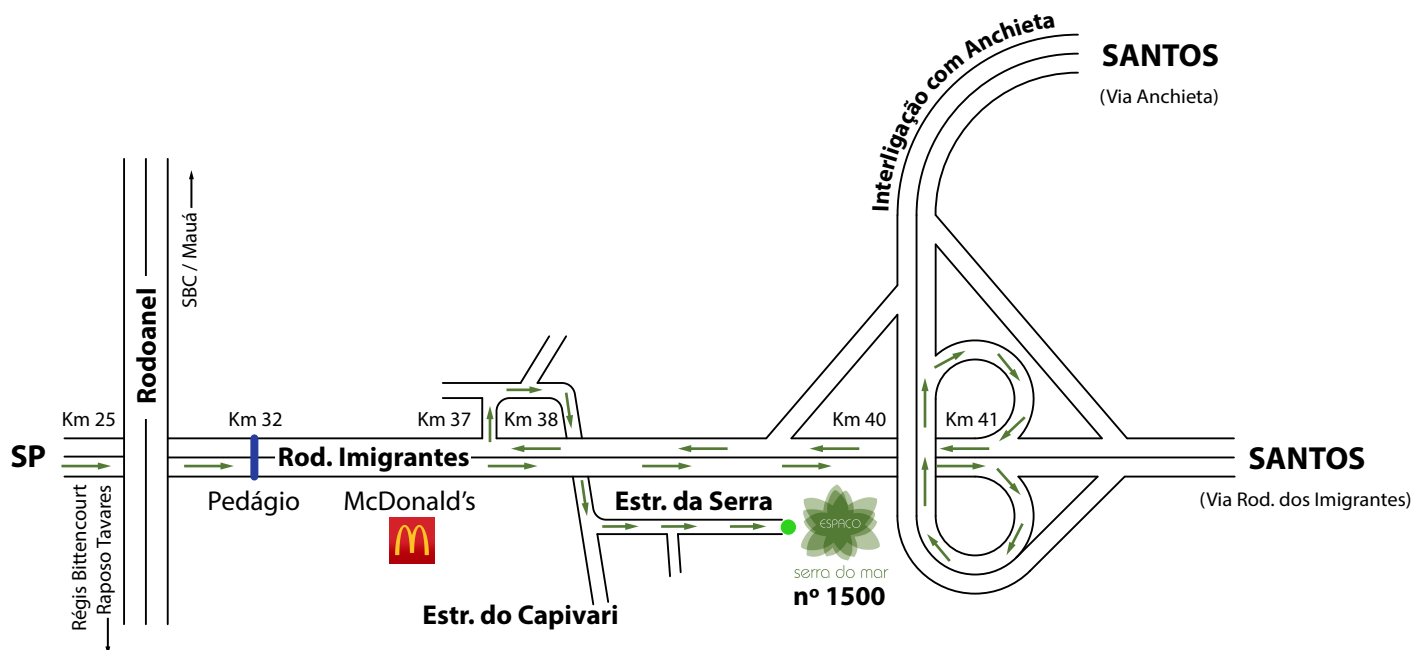 Interligação com Anchieta
SANTOS
(Via Anchieta)
SBC / Mauá
Rodoanel
Km 25
Km 32
Km 37
Km 38
Km 40
Km 41
SP
Rod. Imigrantes
SANTOS
(Via Rod. dos Imigrantes)
Régis Bittencourt
Raposo Tavares
Pedágio
McDonald's
Estr. da Serra
ESPAÇO
serra do mar
nº 1500
Estr. do Capivari